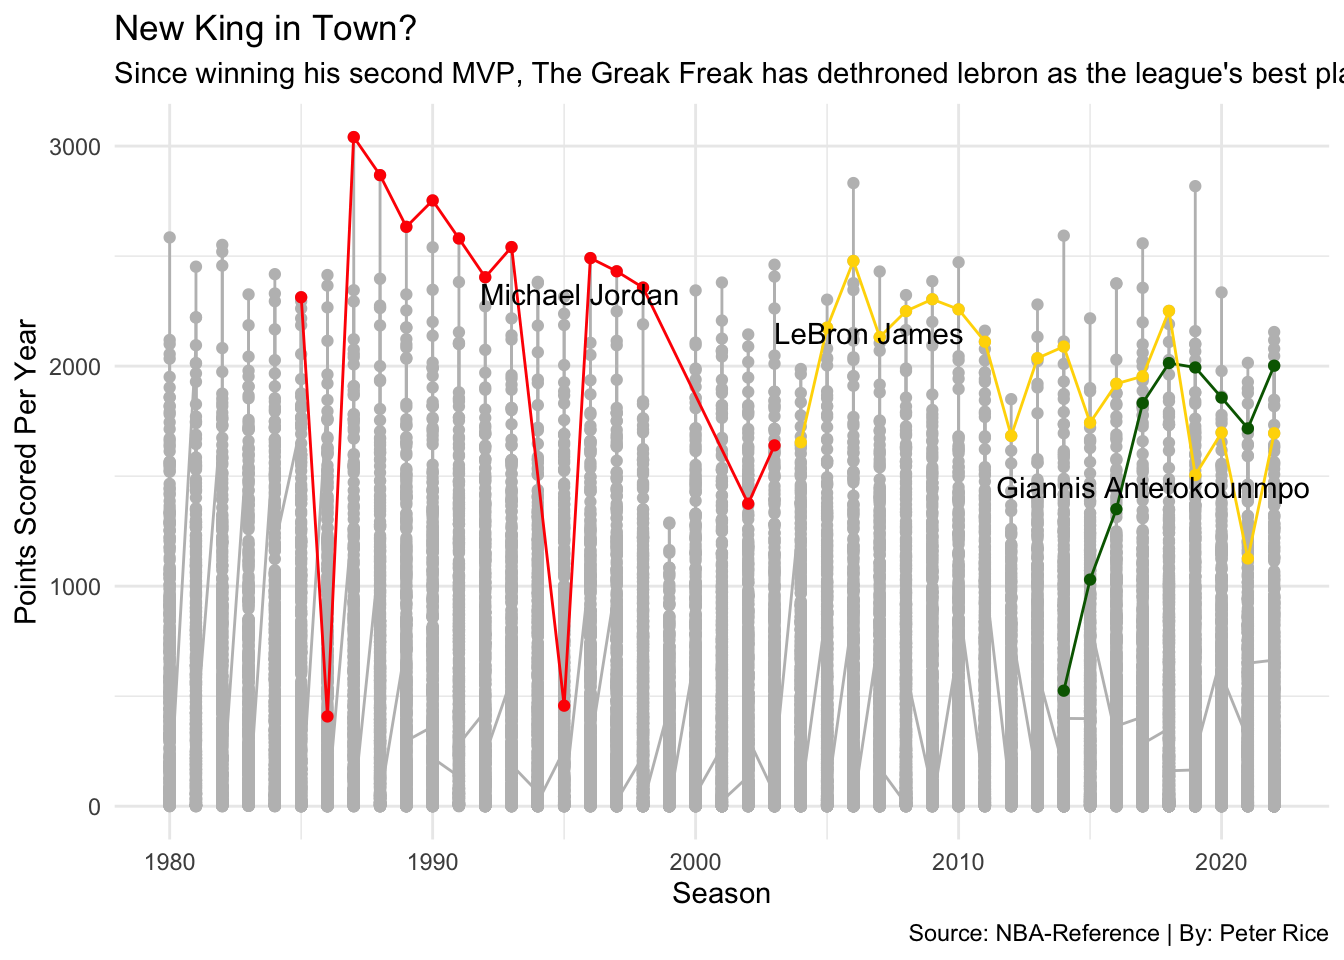 New King in Town?
Since winning his second MVP, The Greak Freak has dethroned lebron as the league's best pla
3000
2000
1000
0
Points Scored Per Year
Michael Jordan
LeBron James
Giannis Antetokounmpo
1980 1990 2000 2010 2020
Season
Source: NBA-Reference | By: Peter Rice